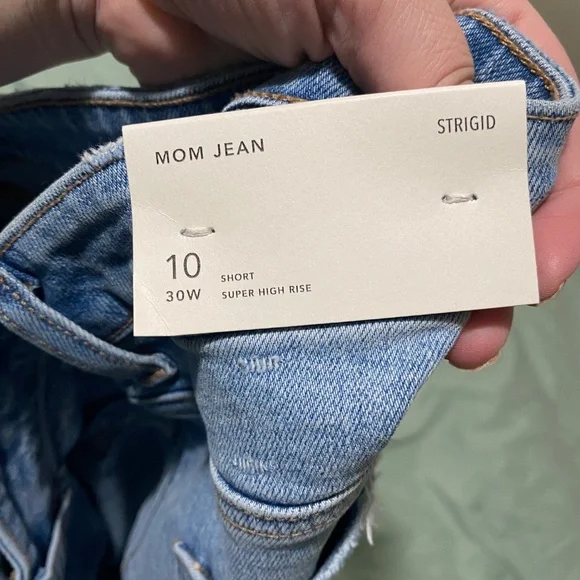 MOM JEAN
STRIGID
10
SHORT
30W
SUPER HIGH RISE